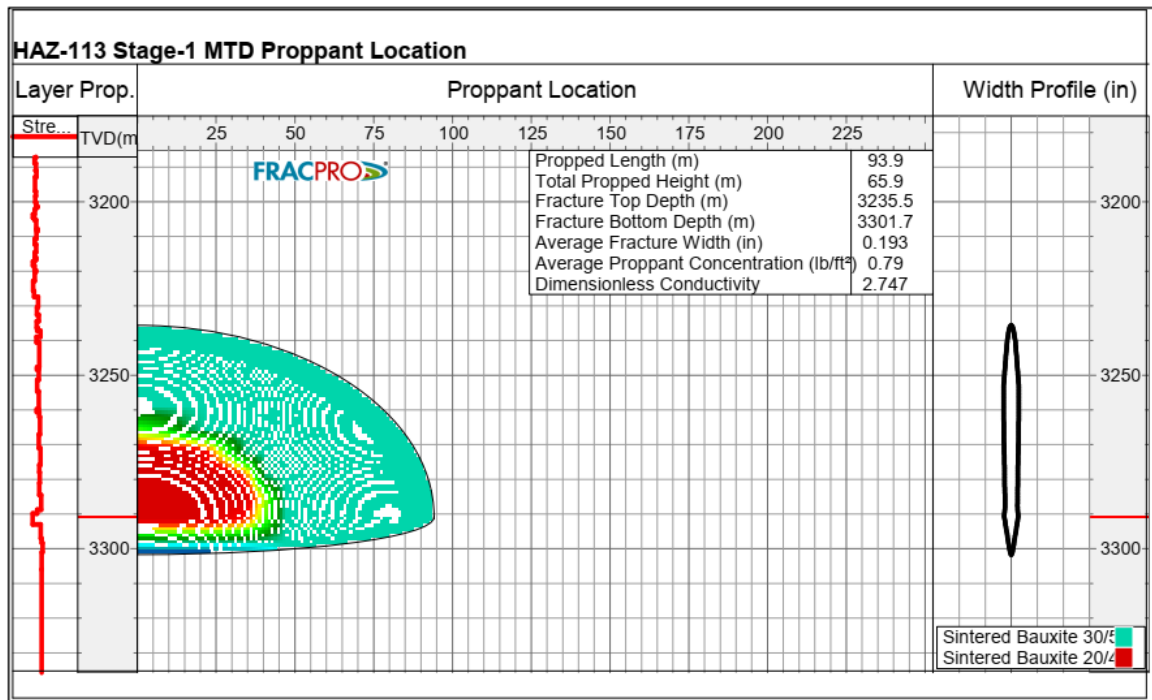 HAZ-113 Stage-1 MTD Proppant Location
Layer Prop. Proppant Location Width Profile (in)
Stre... TVD(m 25 50 75 100 125 150 175 200 225
FRACPRO
Propped Length (m) 93.9
Total Propped Height (m) 65.9
Fracture Top Depth (m) 3235.5
Fracture Bottom Depth (m) 3301.7
Average Fracture Width (in) 0.193
Average Proppant Concentration (lb/ft²) 0.79
Dimensionless Conductivity 2.747
3200 3200
3250 3250
3300 3300
Sintered Bauxite 30/5
Sintered Bauxite 20/4